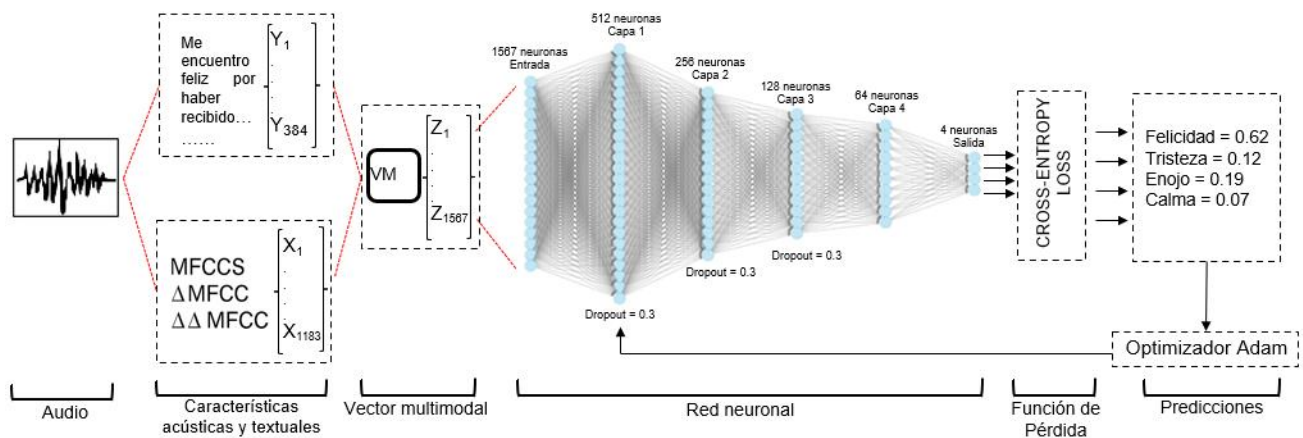 Me
encuentro
feliz por
haber
recibido...
......
Y1
.
.
.
Y384
MFCCS
Δ MFCC
ΔΔ MFCC
X1
.
.
.
X1183
VM
Z1
.
.
.
Z1567
1567 neuronas
Entrada
512 neuronas
Capa 1
256 neuronas
Capa 2
128 neuronas
Capa 3
64 neuronas
Capa 4
4 neuronas
Salida
Dropout = 0.3
Dropout = 0.3
Dropout = 0.3
CROSS-ENTROPY
LOSS
Felicidad = 0.62
Tristeza = 0.12
Enojo = 0.19
Calma = 0.07
Optimizador Adam
Audio
Características
acústicas y textuales
Vector multimodal
Red neuronal
Función de
Pérdida
Predicciones